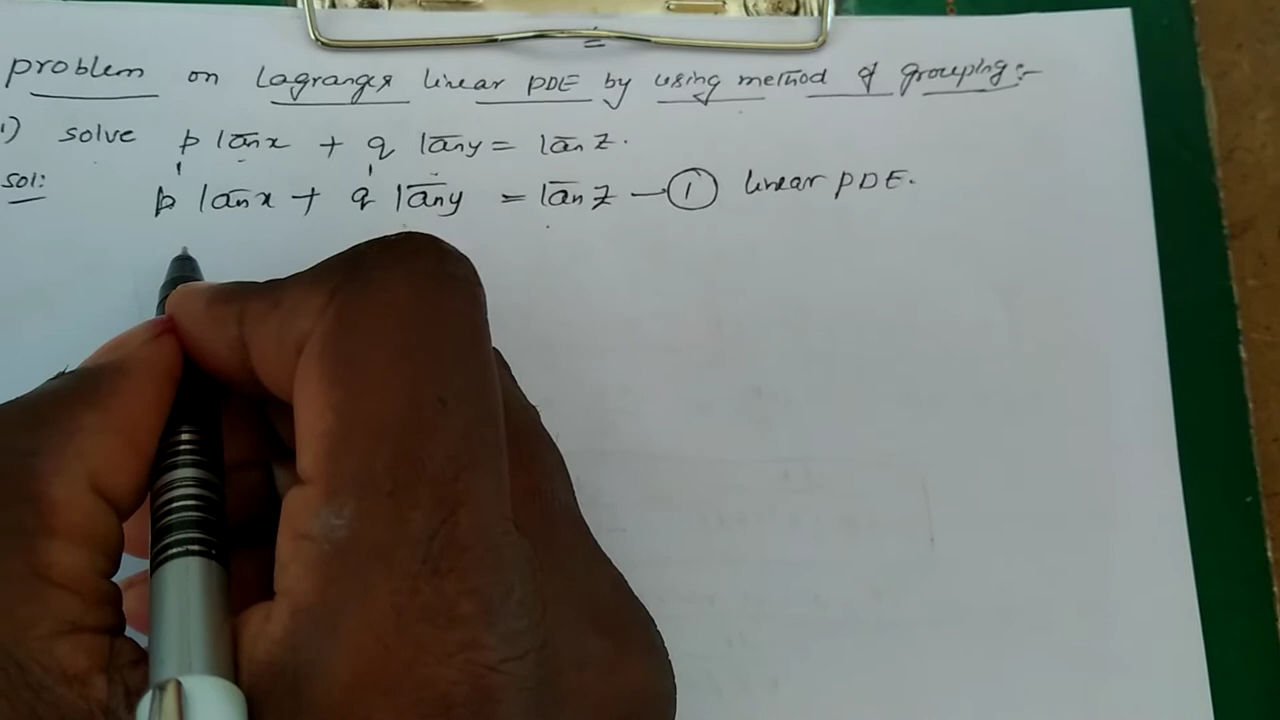 problem on Lagranges linear PDE by using method of grouping:-
1) solve p tanx + q tany = tanz.
Sol: p tanx + q tany = tanz — ① linear PDE.